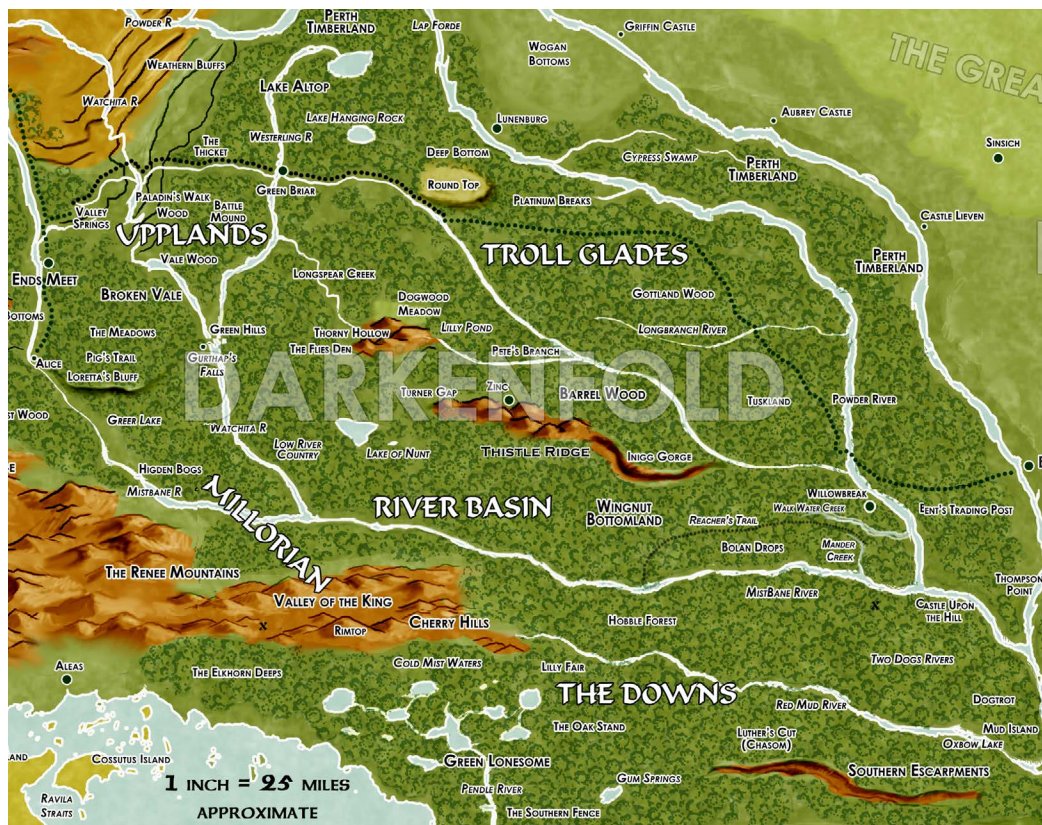 Powder R
Perth
Timberland
Lap Forde
Griffin Castle
Wogan
Bottoms
THE GREA
Weathern Bluffs
Lake Altop
Watchita R
Lake Hanging Rock
Lunenburg
Aubrey Castle
Westerling R
The
Thicket
Deep Bottom
Cypress Swamp
Perth
Timberland
Sinsich
Green Briar
Round Top
Platinum Breaks
Paladin's Walk
Wood
Battle
Mound
Valley
Springs
Castle Lieven
Upplands
Troll Glades
Vale Wood
Perth
Timberland
Ends Meet
Longspear Creek
Broken Vale
Gottland Wood
Dogwood
Meadow
Bottoms
The Meadows
Green Hills
Thorny Hollow
Lilly Pond
Longbranch River
The Flies Den
Pete's Branch
Pig's Trail
Gurthap's
Falls
Alice
Loretta's Bluff
DARKENFOLD
Turner Gap
Zinc
Barrel Wood
Tuskland
Powder River
st Wood
Greer Lake
Watchita R
Low River
Country
Lake of Nunt
Thistle Ridge
Inigg Gorge
Higden Bogs
Mistbane R
Millorian
River Basin
Wingnut
Bottomland
Willowbreak
Walk Water Creek
Eent's Trading Post
Reacher's Trail
Bolan Drops
Mander
Creek
The Renee Mountains
Thompson
Point
Valley of the King
MistBane River
Castle Upon
the Hill
x
x
Rimtop
Cherry Hills
Hobble Forest
Aleas
The Elkhorn Deeps
Cold Mist Waters
Lilly Fair
Two Dogs Rivers
The Downs
Red Mud River
Dogtrot
The Oak Stand
Luther's Cut
(Chasom)
Mud Island
Oxbow Lake
Cossutus Island
Green Lonesome
Southern Escarpments
1 inch = 25 miles
approximate
Gum Springs
Pendle River
Ravila
Straits
The Southern Fence